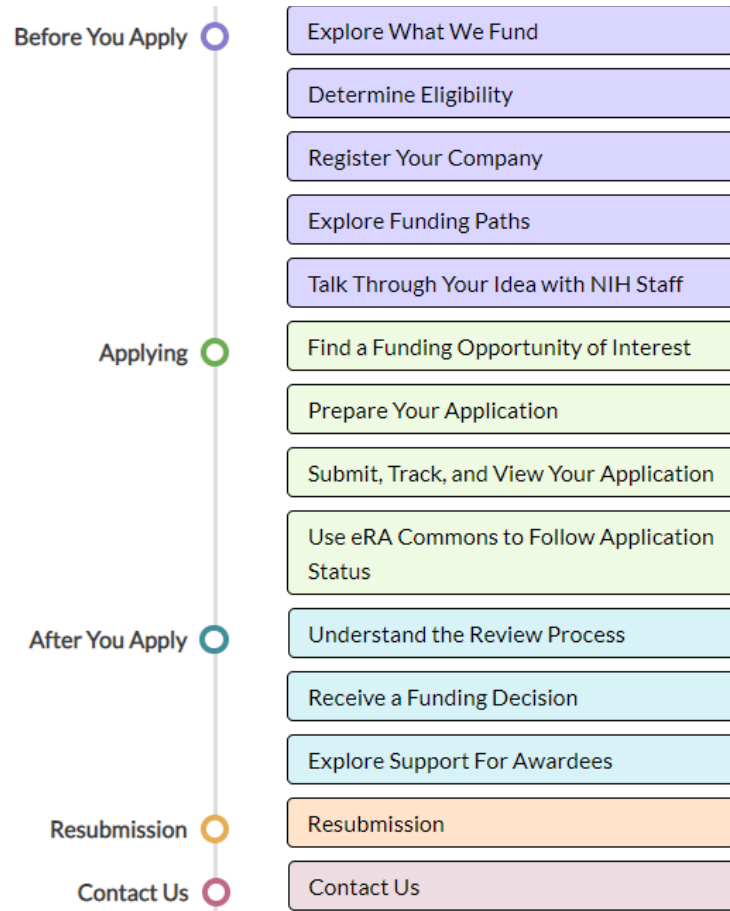 Before You Apply
Explore What We Fund
Determine Eligibility
Register Your Company
Explore Funding Paths
Talk Through Your Idea with NIH Staff
Applying
Find a Funding Opportunity of Interest
Prepare Your Application
Submit, Track, and View Your Application
Use eRA Commons to Follow Application
Status
After You Apply
Understand the Review Process
Receive a Funding Decision
Explore Support For Awardees
Resubmission
Resubmission
Contact Us
Contact Us